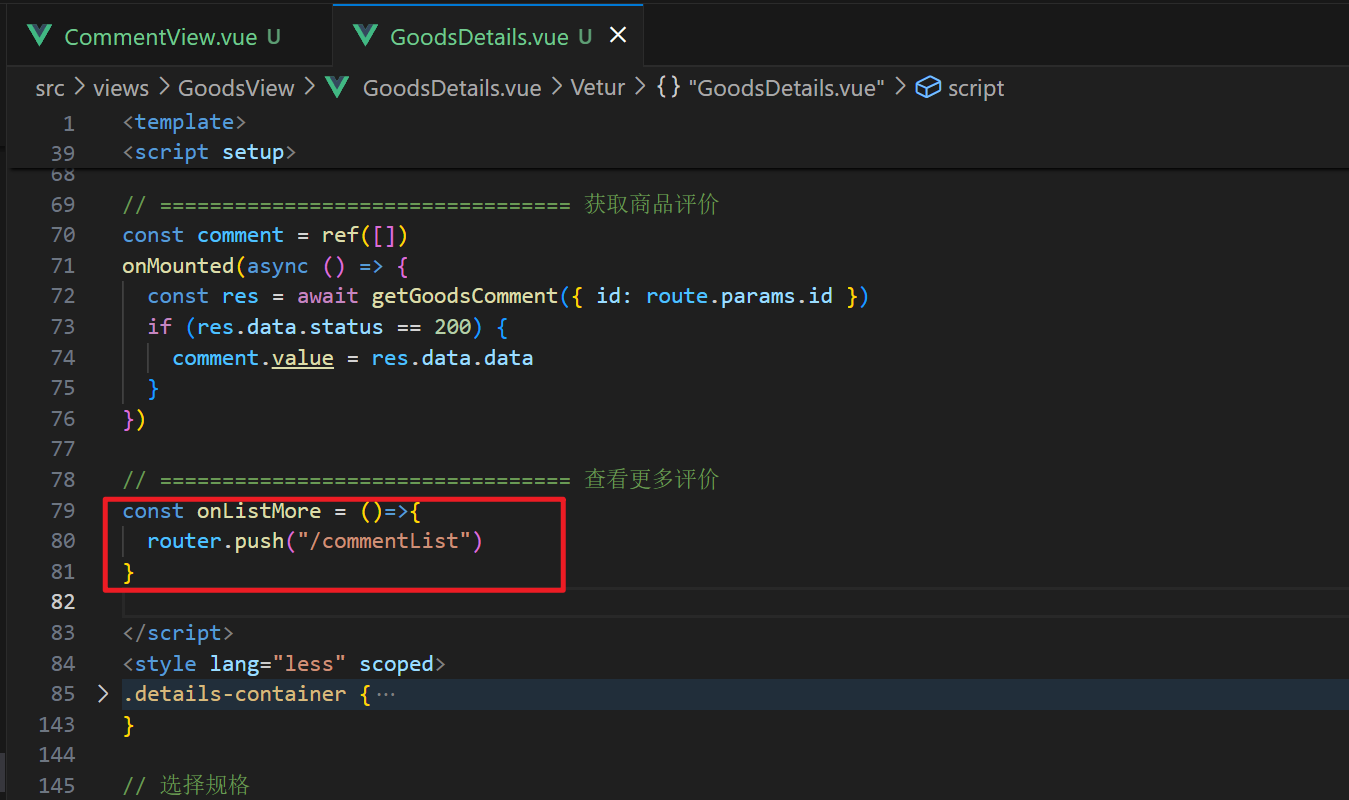 CommentView.vue U GoodsDetails.vue U
src > views > GoodsView > GoodsDetails.vue > Vetur > {} "GoodsDetails.vue" > script
1 <template>
39 <script setup>
68
69 // ================================= 获取商品评价
70 const comment = ref([])
71 onMounted(async () => {
72 const res = await getGoodsComment({ id: route.params.id })
73 if (res.data.status == 200) {
74 comment.value = res.data.data
75 }
76 })
77
78 // ================================= 查看更多评价
79 const onListMore = ()=>{
80 router.push("/commentList")
81 }
82
83 </script>
84 <style lang="less" scoped>
85 .details-container { ···
143 }
144
145 // 选择规格